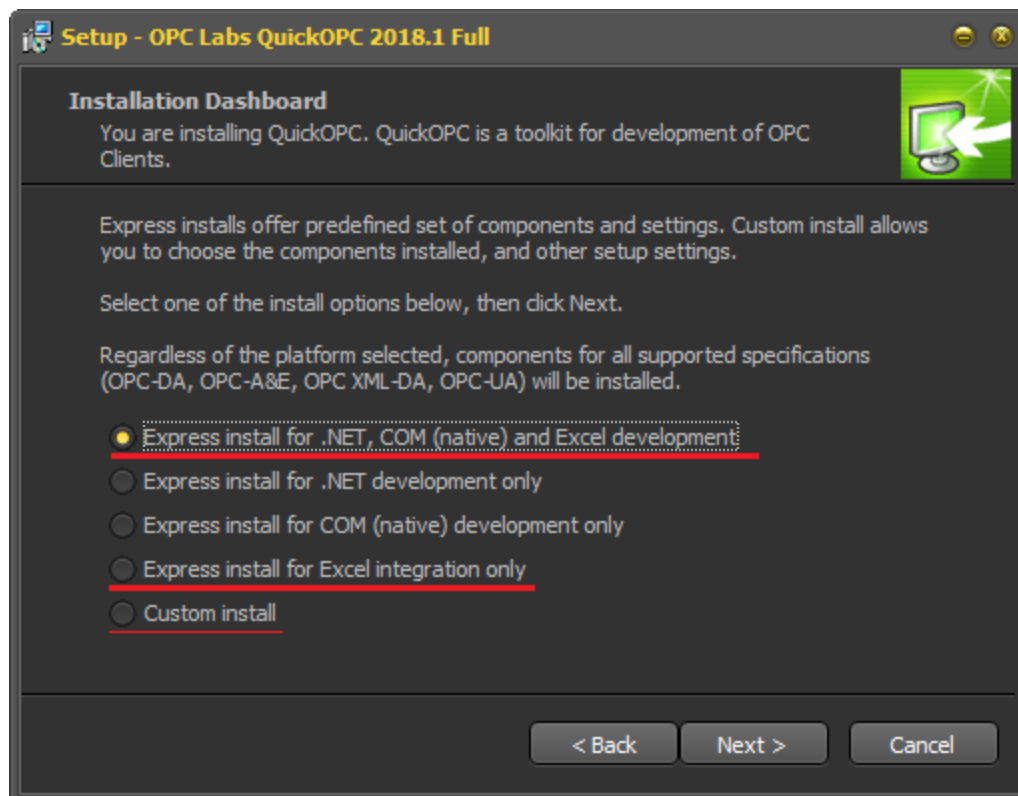 Setup - OPC Labs QuickOPC 2018.1 Full
Installation Dashboard
You are installing QuickOPC. QuickOPC is a toolkit for development of OPC
Clients.
Express installs offer predefined set of components and settings. Custom install allows
you to choose the components installed, and other setup settings.
Select one of the install options below, then click Next.
Regardless of the platform selected, components for all supported specifications
(OPC-DA, OPC-A&E, OPC XML-DA, OPC-UA) will be installed.
Express install for .NET, COM (native) and Excel development
Express install for .NET development only
Express install for COM (native) development only
Express install for Excel integration only
Custom install
< Back Next > Cancel